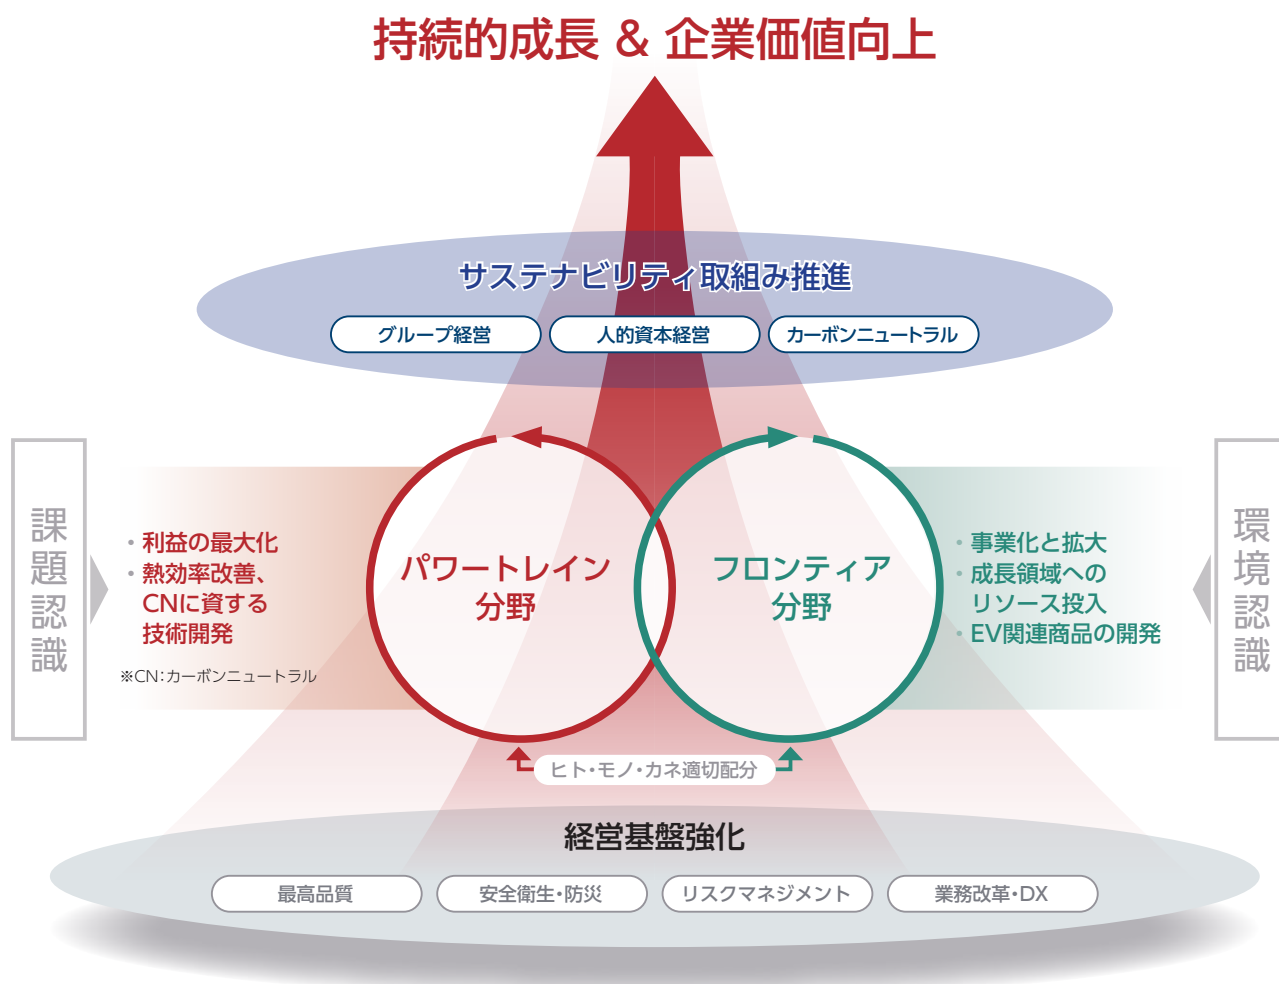 持続的成長 & 企業価値向上
サステナビリティ取組み推進
グループ経営
人的資本経営
カーボンニュートラル
課題認識
・利益の最大化
・熱効率改善、
CNに資する
技術開発
※CN:カーボンニュートラル
パワートレイン
分野
フロンティア
分野
・事業化と拡大
・成長領域への
リソース投入
・EV関連商品の開発
環境認識
ヒト・モノ・カネ適切配分
経営基盤強化
最高品質
安全衛生・防災
リスクマネジメント
業務改革・DX